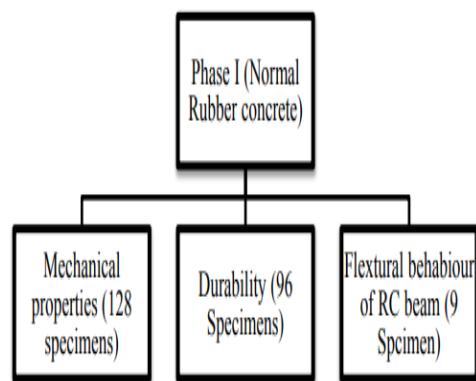 Phase I (Normal
Rubber concrete)
Mechanical
properties (128
specimens)
Durability (96
Specimens)
Flextural behabiour
of RC beam (9
Spcimen)